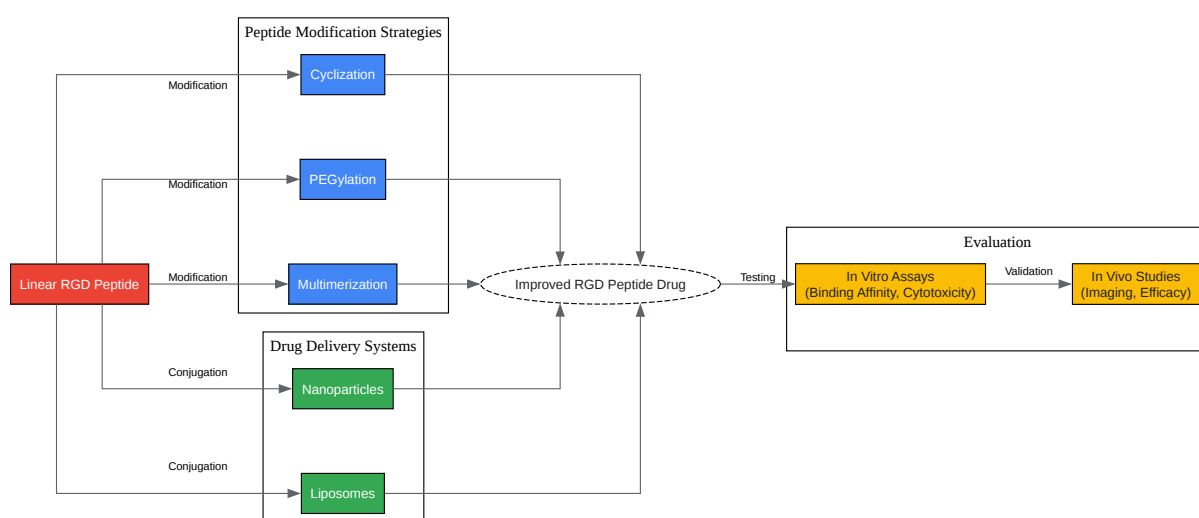 Peptide Modification Strategies
Cyclization
Modification
PEGylation
Modification
Evaluation
Linear RGD Peptide
Modification
Multimerization
Improved RGD Peptide Drug
Testing
In Vitro Assays
(Binding Affinity, Cytotoxicity)
Validation
In Vivo Studies
(Imaging, Efficacy)
Drug Delivery Systems
Conjugation
Nanoparticles
Conjugation
Liposomes